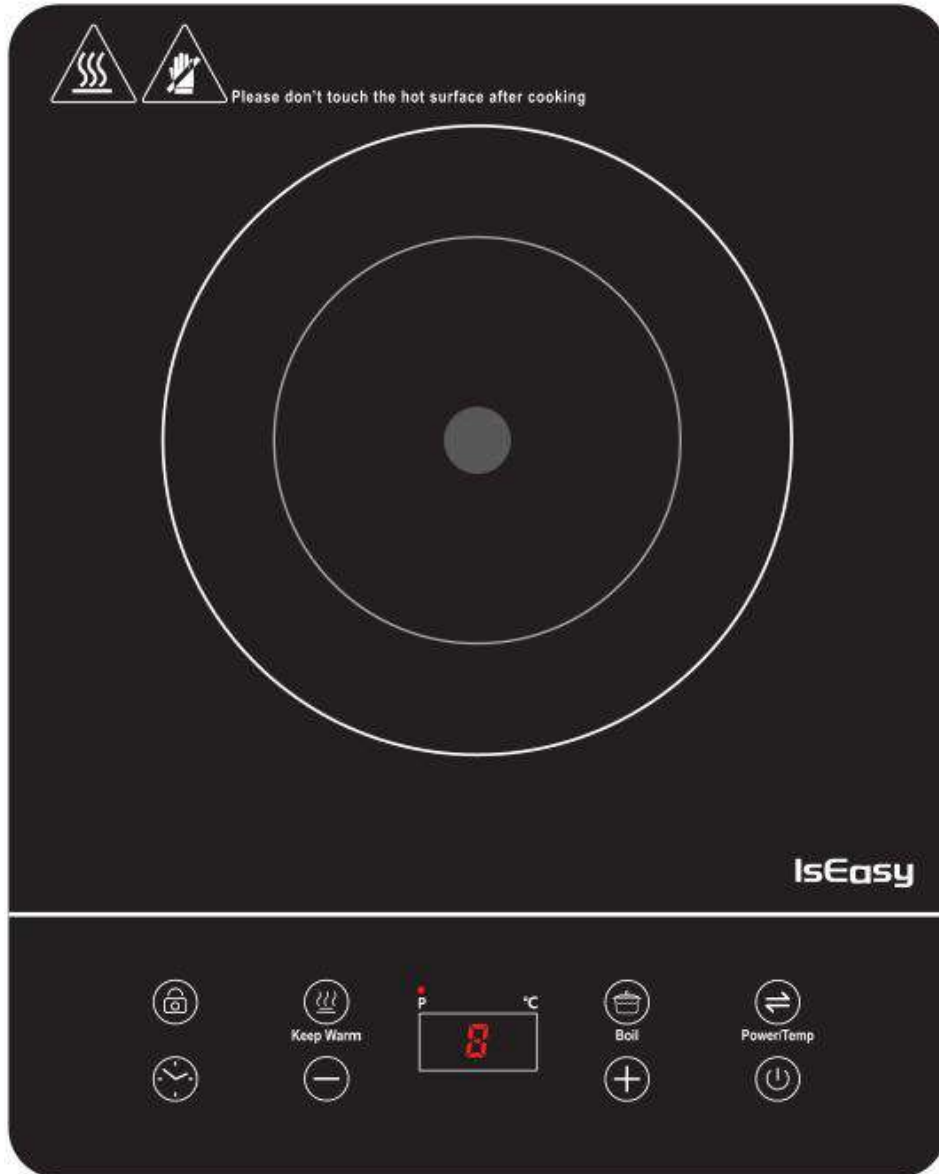 Please don't touch the hot surface after cooking
IsEasy
P °C
8
Keep Warm
Boil
Power/Temp